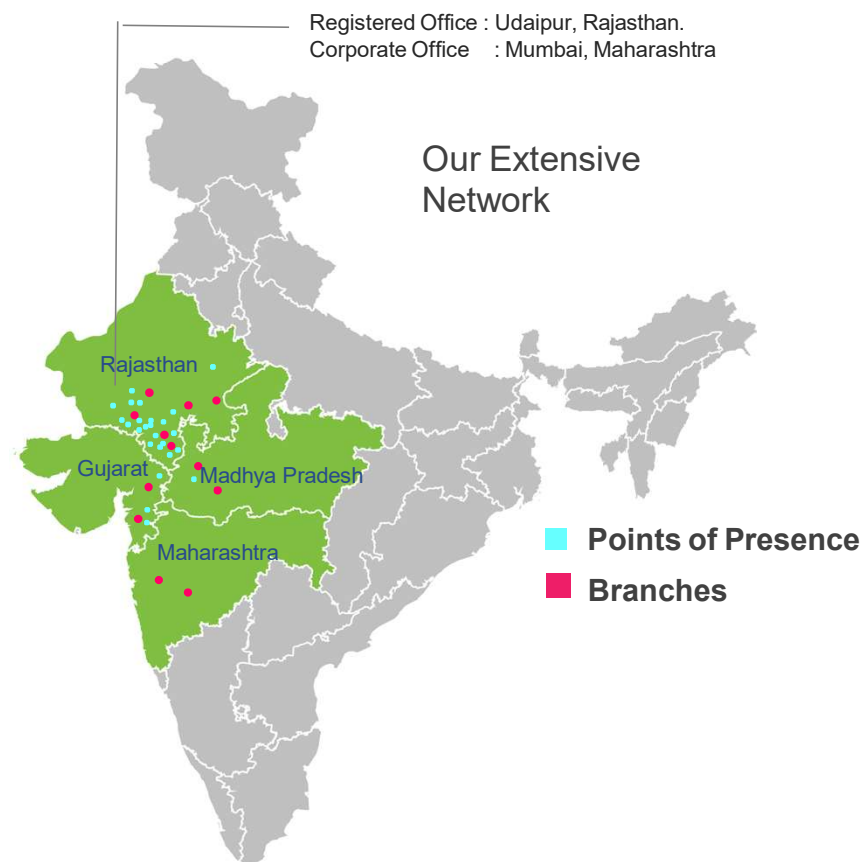 Registered Office : Udaipur, Rajasthan.
Corporate Office : Mumbai, Maharashtra
Our Extensive
Network
Rajasthan
Gujarat
Madhya Pradesh
Maharashtra
Points of Presence
Branches